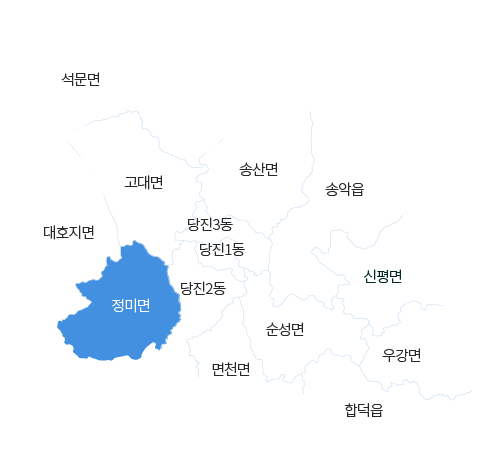 석문면
송산면
고대면
송악읍
당진3동
대호지면
당진1동
신평면
당진2동
정미면
순성면
우강면
면천면
합덕읍